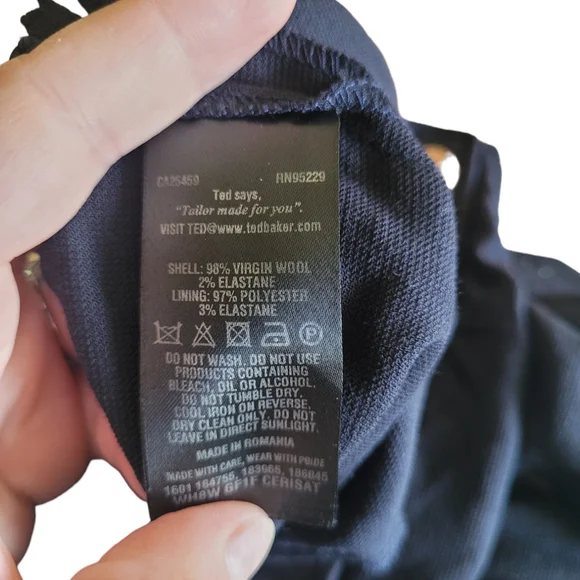 CA25459 RN95229
Ted says,
"Tailor made for you".
VISIT TED@www.tedbaker.com
SHELL: 98% VIRGIN WOOL
2% ELASTANE
LINING: 97% POLYESTER
3% ELASTANE
P
DO NOT WASH. DO NOT USE
PRODUCTS CONTAINING
BLEACH, OIL OR ALCOHOL.
DO NOT TUMBLE DRY.
COOL IRON ON REVERSE.
DRY CLEAN ONLY. DO NOT
LEAVE IN DIRECT SUNLIGHT.
MADE IN ROMANIA
MADE WITH CARE, WEAR WITH PRIDE
1601 164755, 183665, 186645
WH8W GF1F CERISAT